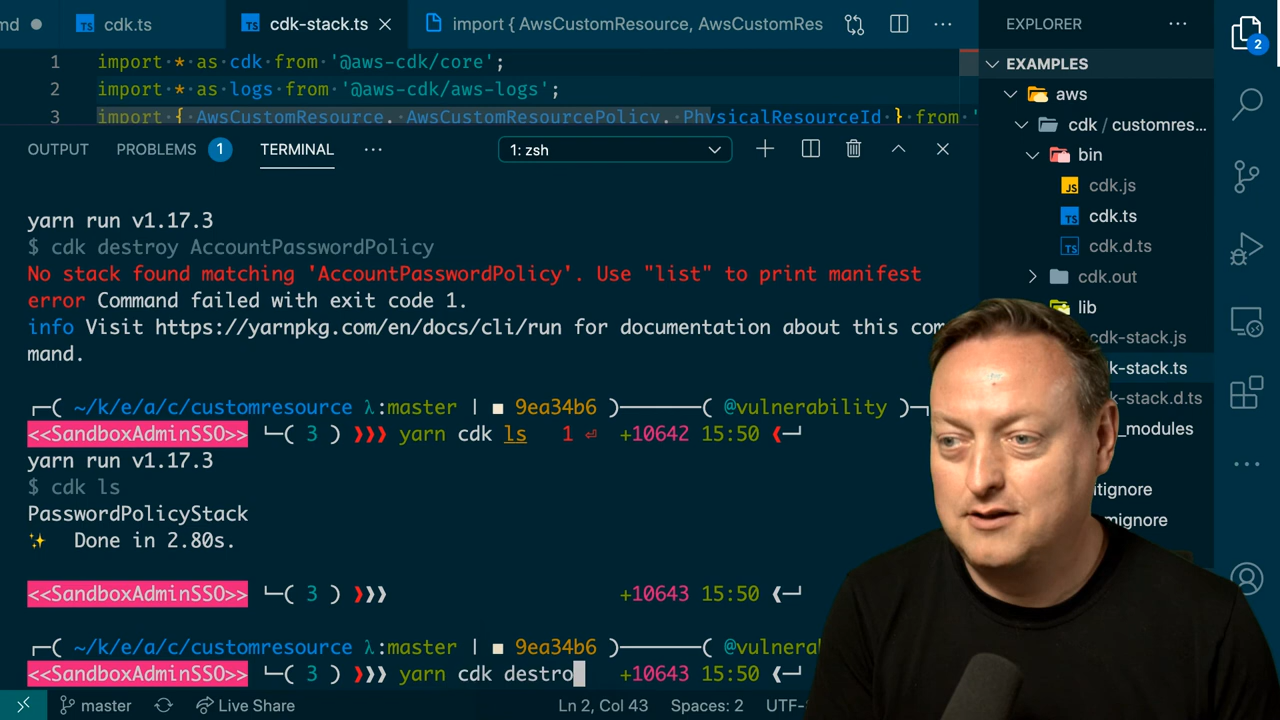 md ● cdk.ts cdk-stack.ts × import { AwsCustomResource, AwsCustomRes ···
EXPLORER ···
2
1 import * as cdk from '@aws-cdk/core';
2 import * as logs from '@aws-cdk/aws-logs';
3 import { AwsCustomResource, AwsCustomResourcePolicy, PhysicalResourceId } from '
OUTPUT PROBLEMS 1 TERMINAL ··· 1: zsh
yarn run v1.17.3
$ cdk destroy AccountPasswordPolicy
No stack found matching 'AccountPasswordPolicy'. Use "list" to print manifest
error Command failed with exit code 1.
info Visit https://yarnpkg.com/en/docs/cli/run for documentation about this com
mand.
( ~/k/e/a/c/customresource λ:master | ■ 9ea34b6 )──────( @vulnerability )
<<SandboxAdminSSO>> ( 3 ) ❯❯❯ yarn cdk ls 1 ⏎ +10642 15:50
yarn run v1.17.3
$ cdk ls
PasswordPolicyStack
✨ Done in 2.80s.
<<SandboxAdminSSO>> ( 3 ) ❯❯❯ +10643 15:50
( ~/k/e/a/c/customresource λ:master | ■ 9ea34b6 )──────( @vulnerab
<<SandboxAdminSSO>> ( 3 ) ❯❯❯ yarn cdk destro +10643 15:50
EXAMPLES
aws
cdk / customres...
bin
JS cdk.js
TS cdk.ts
TS cdk.d.ts
cdk.out
lib
cdk-stack.js
dk-stack.ts
k-stack.d.ts
_modules
itignore
mignore
master Live Share Ln 2, Col 43 Spaces: 2 UTF-